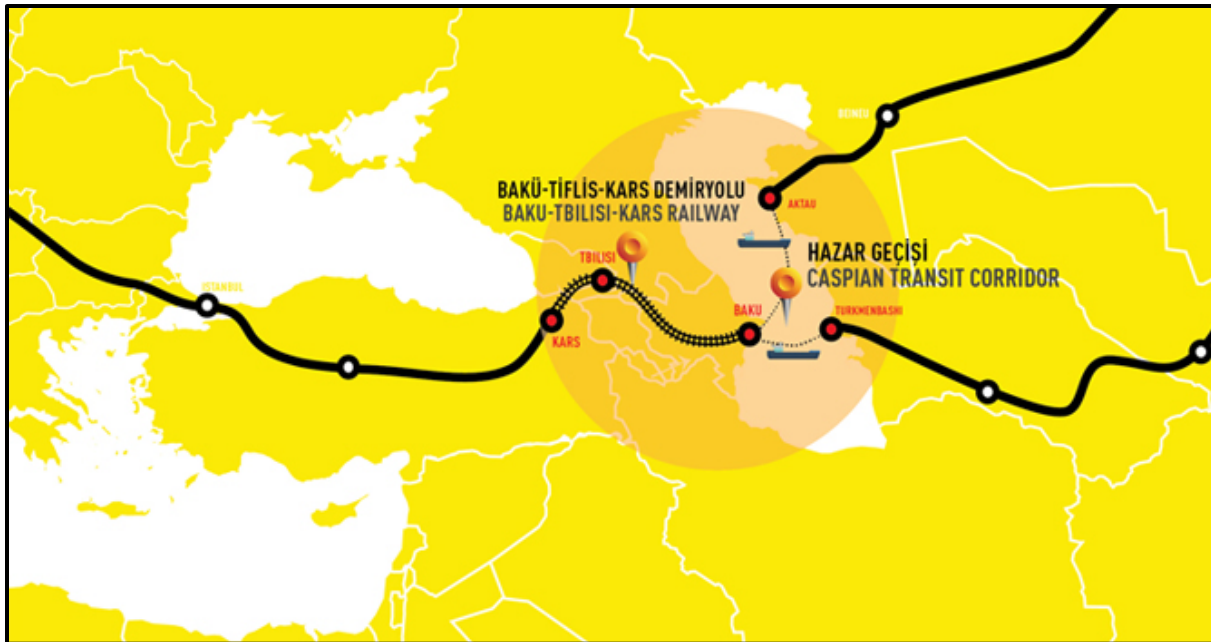 BEINEU
BAKÜ-TİFLİS-KARS DEMİRYOLU
BAKU-TBILISI-KARS RAILWAY
AKTAU
HAZAR GEÇİŞİ
CASPIAN TRANSIT CORRIDOR
TBILISI
ISTANBUL
BAKU
TURKMENBASHI
KARS